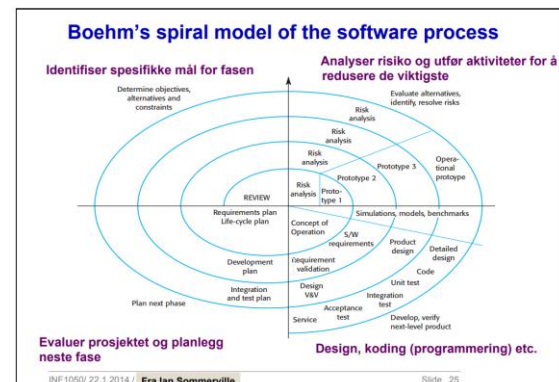 Boehm's spiral model of the software process
Identifiser spesifikke mål for fasen
Analyser risiko og utfør aktiviteter for å
redusere de viktigste
Determine objectives,
alternatives and
constraints
Evaluate alternatives,
identify, resolve risks
Risk
analysis
Risk
analysis
Risk
analysis
Risk
analysis
Proto-
type 1
Prototype 2
Prototype 3
Opera-
tional
protoype
REVIEW
Requirements plan
Life-cycle plan
Concept of
Operation
Simulations, models, benchmarks
S/W
requirements
Product
design
Detailed
design
Development
plan
Requirement
validation
Code
Unit test
Integration
and test plan
Design
V&V
Integration
test
Plan next phase
Acceptance
test
Service
Develop, verify
next-level product
Evaluer prosjektet og planlegg
neste fase
Design, koding (programmering) etc.
INF1050/ 22.1.2014 / Fra Ian Sommerville
Slide 25